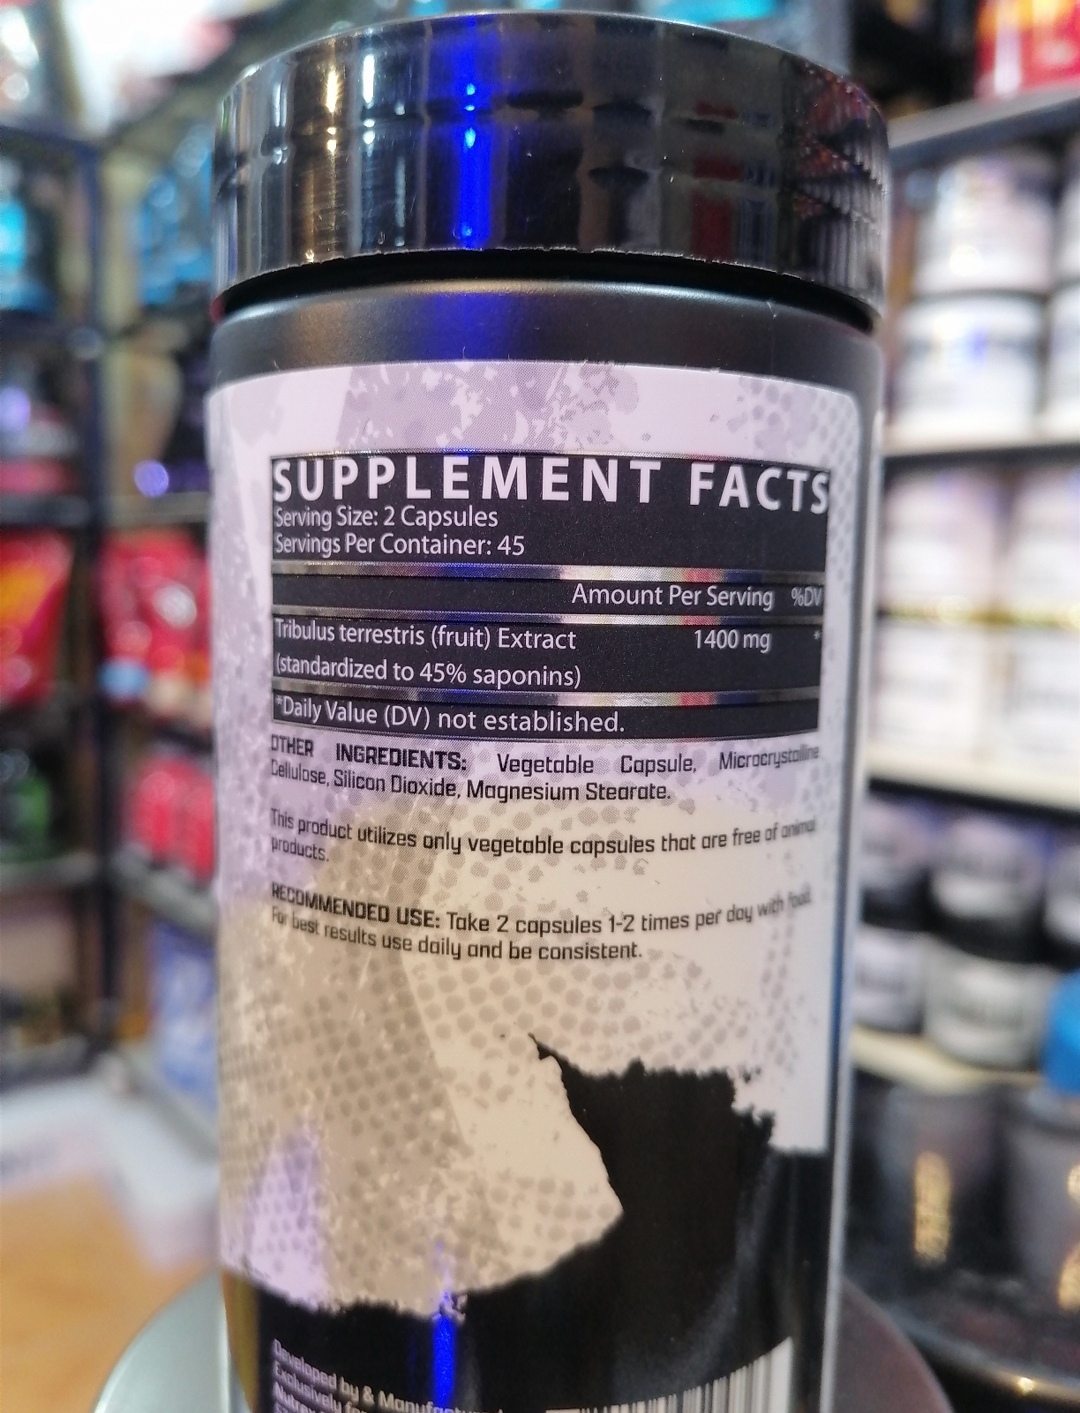 SUPPLEMENT FACTS
Serving Size: 2 Capsules
Servings Per Container: 45
Amount Per Serving %DV
Tribulus terrestris (fruit) Extract 1400 mg *
(standardized to 45% saponins)
*Daily Value (DV) not established.
OTHER INGREDIENTS: Vegetable Capsule, Microcrystalline
Cellulose, Silicon Dioxide, Magnesium Stearate.
This product utilizes only vegetable capsules that are free of animal
products.
RECOMMENDED USE: Take 2 capsules 1-2 times per day with food.
For best results use daily and be consistent.
Developed by & Manufactured
Exclusively for
Nutrex